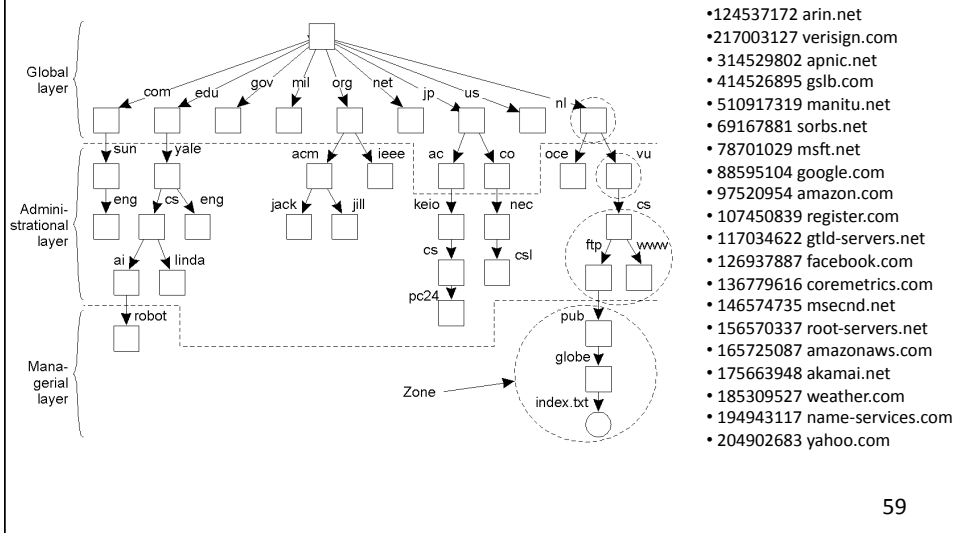 Global
layer
com
edu
gov
mil
org
net
jp
us
nl
sun
yale
acm
ieee
ac
co
oce
vu
Adminis-
strational
layer
eng
cs
eng
jack
jill
keio
nec
cs
ai
linda
cs
csl
ftp
www
pc24
robot
pub
Mana-
gerial
layer
globe
Zone
index.txt
•124537172 arin.net
•217003127 verisign.com
• 314529802 apnic.net
• 414526895 gslb.com
• 510917319 manitu.net
• 69167881 sorbs.net
• 78701029 msft.net
• 88595104 google.com
• 97520954 amazon.com
• 107450839 register.com
• 117034622 gtld-servers.net
• 126937887 facebook.com
• 136779616 coremetrics.com
• 146574735 msecnd.net
• 156570337 root-servers.net
• 165725087 amazonaws.com
• 175663948 akamai.net
• 185309527 weather.com
• 194943117 name-services.com
• 204902683 yahoo.com
59